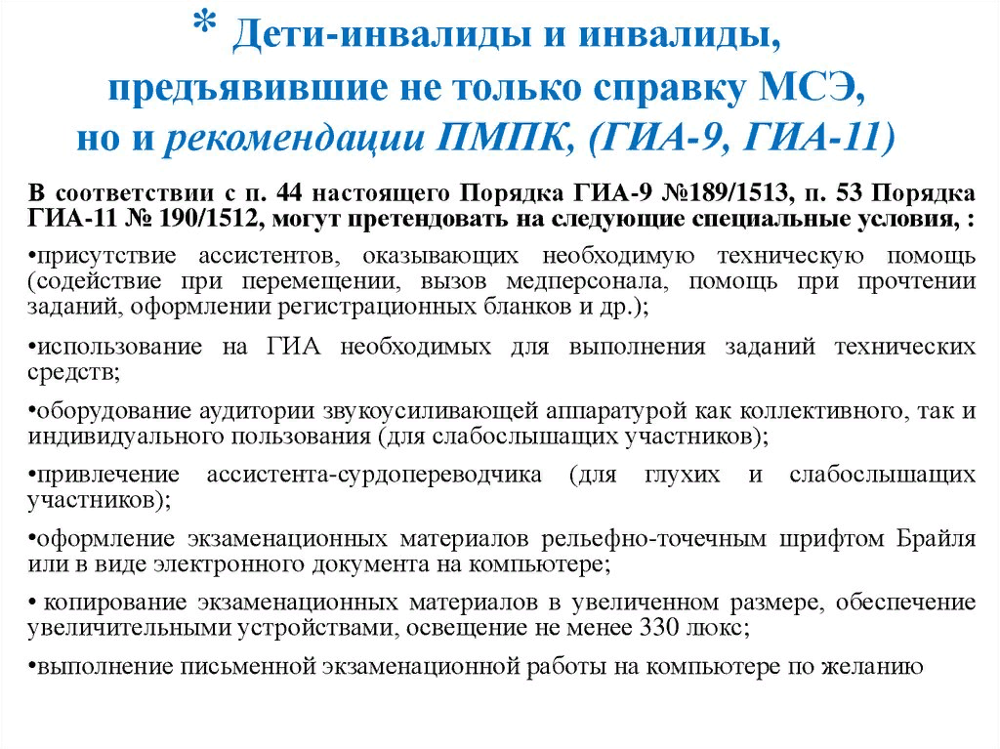 * Дети-инвалиды и инвалиды,
предъявившие не только справку МСЭ,
но и рекомендации ПМПК, (ГИА-9, ГИА-11)
В соответствии с п. 44 настоящего Порядка ГИА-9 №189/1513, п. 53 Порядка
ГИА-11 № 190/1512, могут претендовать на следующие специальные условия, :
•присутствие ассистентов, оказывающих необходимую техническую помощь
(содействие при перемещении, вызов медперсонала, помощь при прочтении
заданий, оформлении регистрационных бланков и др.);
•использование на ГИА необходимых для выполнения заданий технических
средств;
•оборудование аудитории звукоусиливающей аппаратурой как коллективного, так и
индивидуального пользования (для слабослышащих участников);
•привлечение ассистента-сурдопереводчика (для глухих и слабослышащих
участников);
•оформление экзаменационных материалов рельефно-точечным шрифтом Брайля
или в виде электронного документа на компьютере;
• копирование экзаменационных материалов в увеличенном размере, обеспечение
увеличительными устройствами, освещение не менее 330 люкс;
•выполнение письменной экзаменационной работы на компьютере по желанию